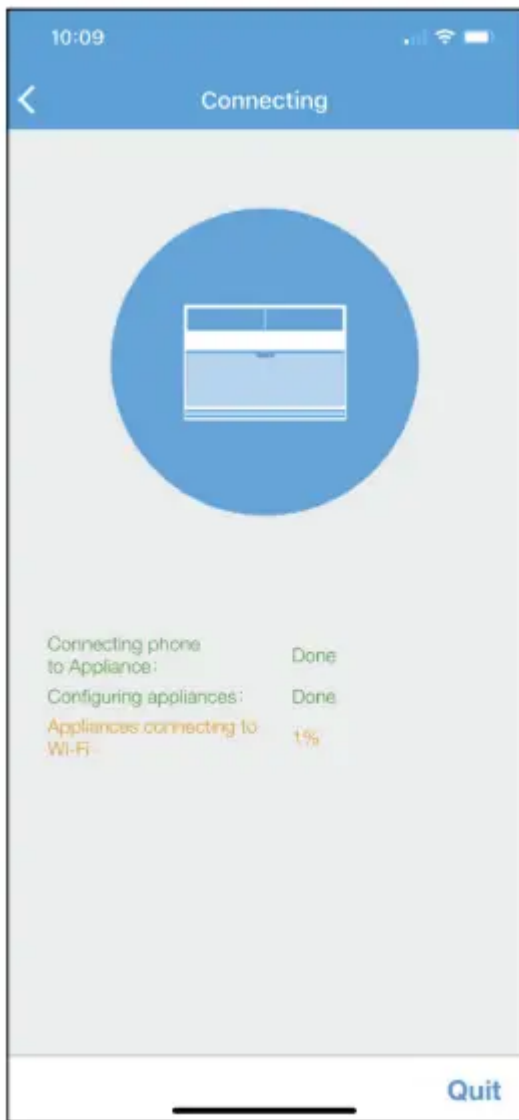 10:09
Connecting
Connecting phone
to Appliance:
Done
Configuring appliances:
Done
Appliances connecting to
Wi-Fi
1%
Quit